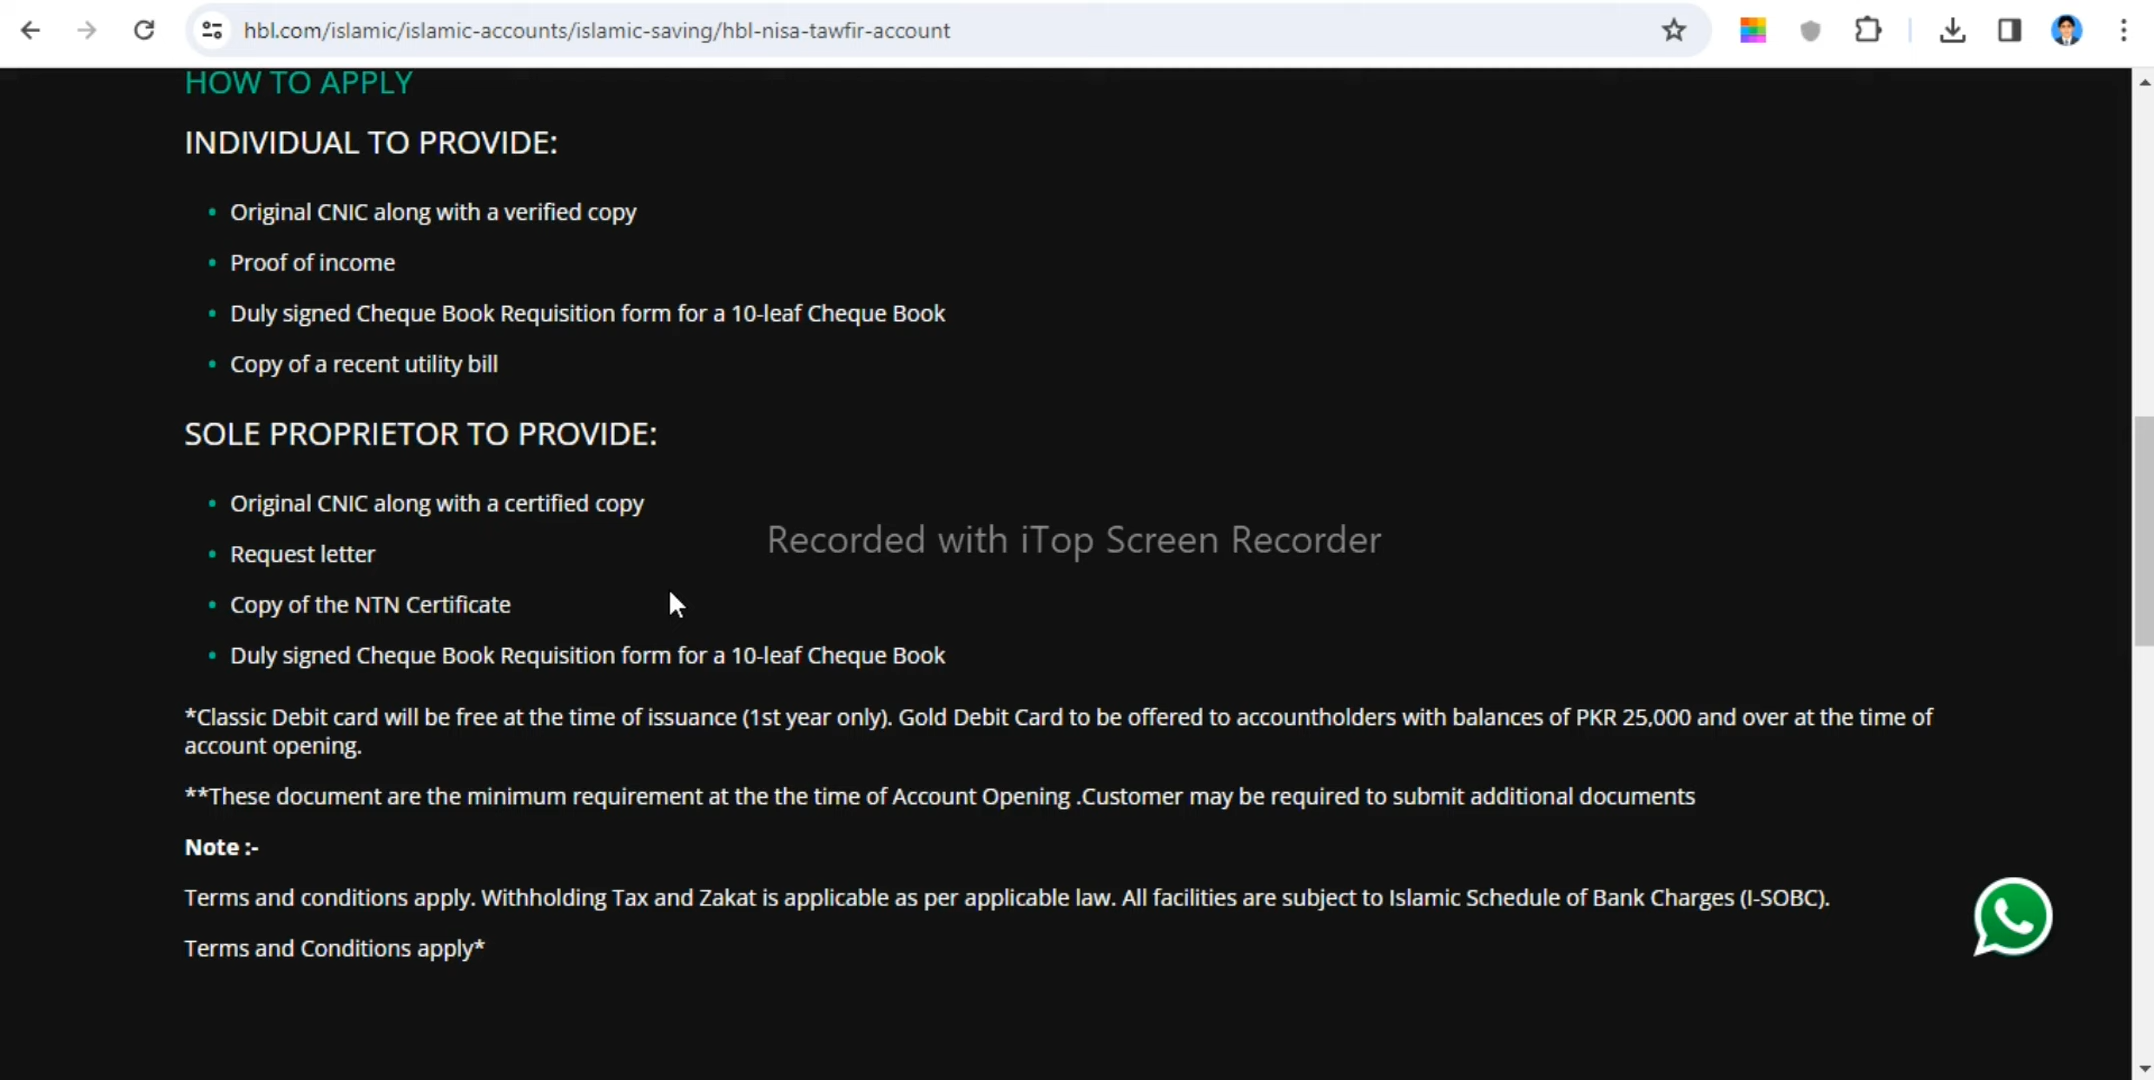 hbl.com/islamic/islamic-accounts/islamic-saving/hbl-nisa-tawfir-account
HOW TO APPLY
INDIVIDUAL TO PROVIDE:
• Original CNIC along with a verified copy
• Proof of income
• Duly signed Cheque Book Requisition form for a 10-leaf Cheque Book
• Copy of a recent utility bill
SOLE PROPRIETOR TO PROVIDE:
• Original CNIC along with a certified copy
Recorded with iTop Screen Recorder
• Request letter
• Copy of the NTN Certificate
• Duly signed Cheque Book Requisition form for a 10-leaf Cheque Book
*Classic Debit card will be free at the time of issuance (1st year only). Gold Debit Card to be offered to accountholders with balances of PKR 25,000 and over at the time of
account opening.
**These document are the minimum requirement at the the time of Account Opening .Customer may be required to submit additional documents
Note :-
Terms and conditions apply. Withholding Tax and Zakat is applicable as per applicable law. All facilities are subject to Islamic Schedule of Bank Charges (I-SOBC).
Terms and Conditions apply*